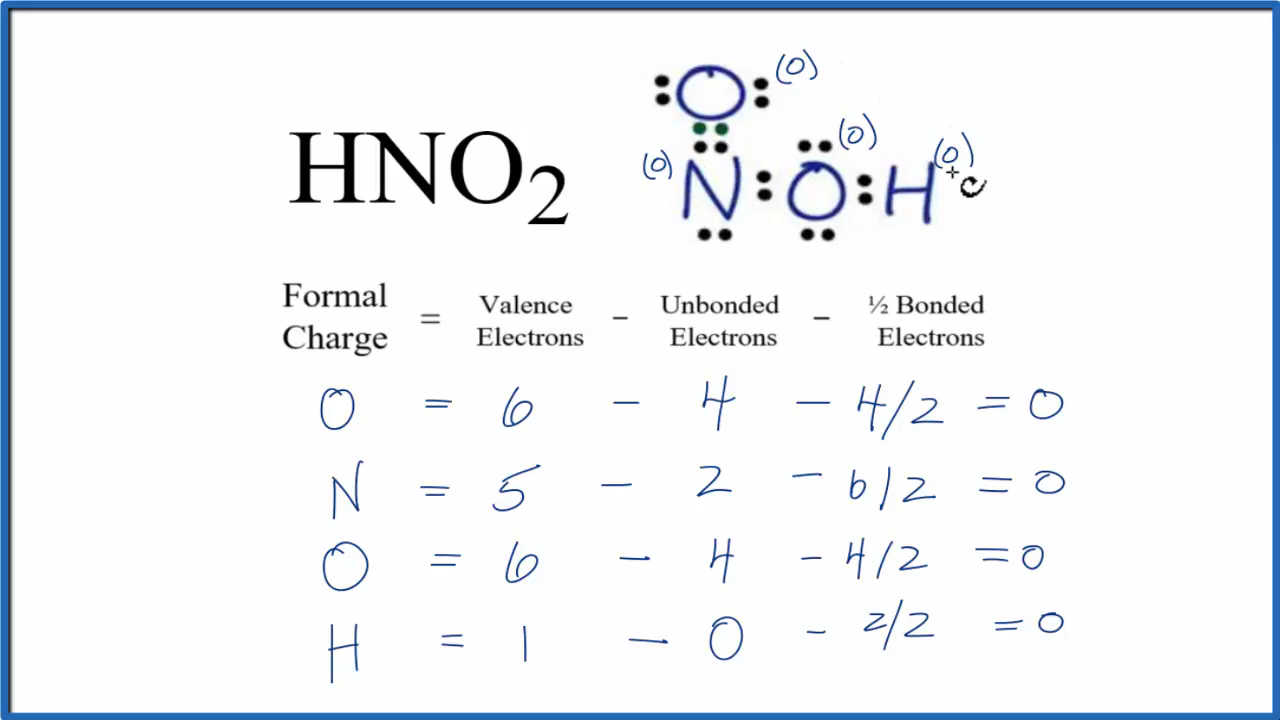 HNO2
O (0)
(0) N O (0) H (0)
Formal Charge = Valence Electrons - Unbonded Electrons - ½ Bonded Electrons
O = 6 - 4 - 4/2 = 0
N = 5 - 2 - 6/2 = 0
O = 6 - 4 - 4/2 = 0
H = 1 - 0 - 2/2 = 0